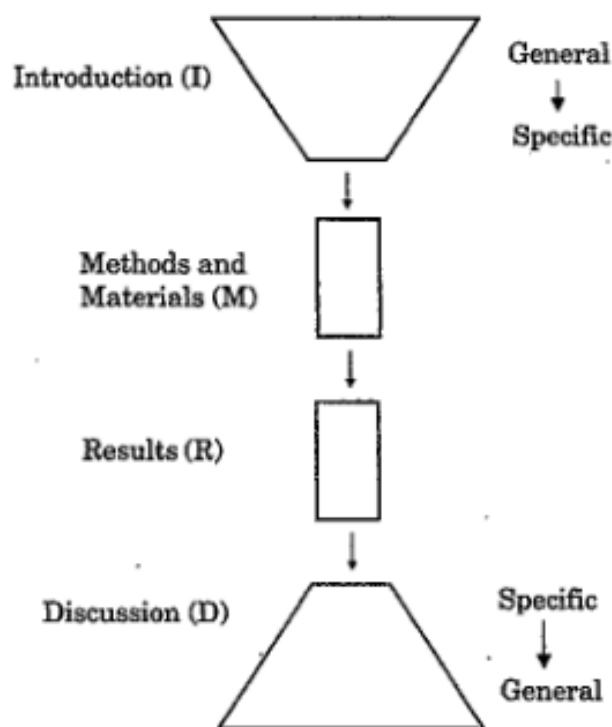 Introduction (I)
General
Specific
Methods and
Materials (M)
Results (R)
Discussion (D)
Specific
General